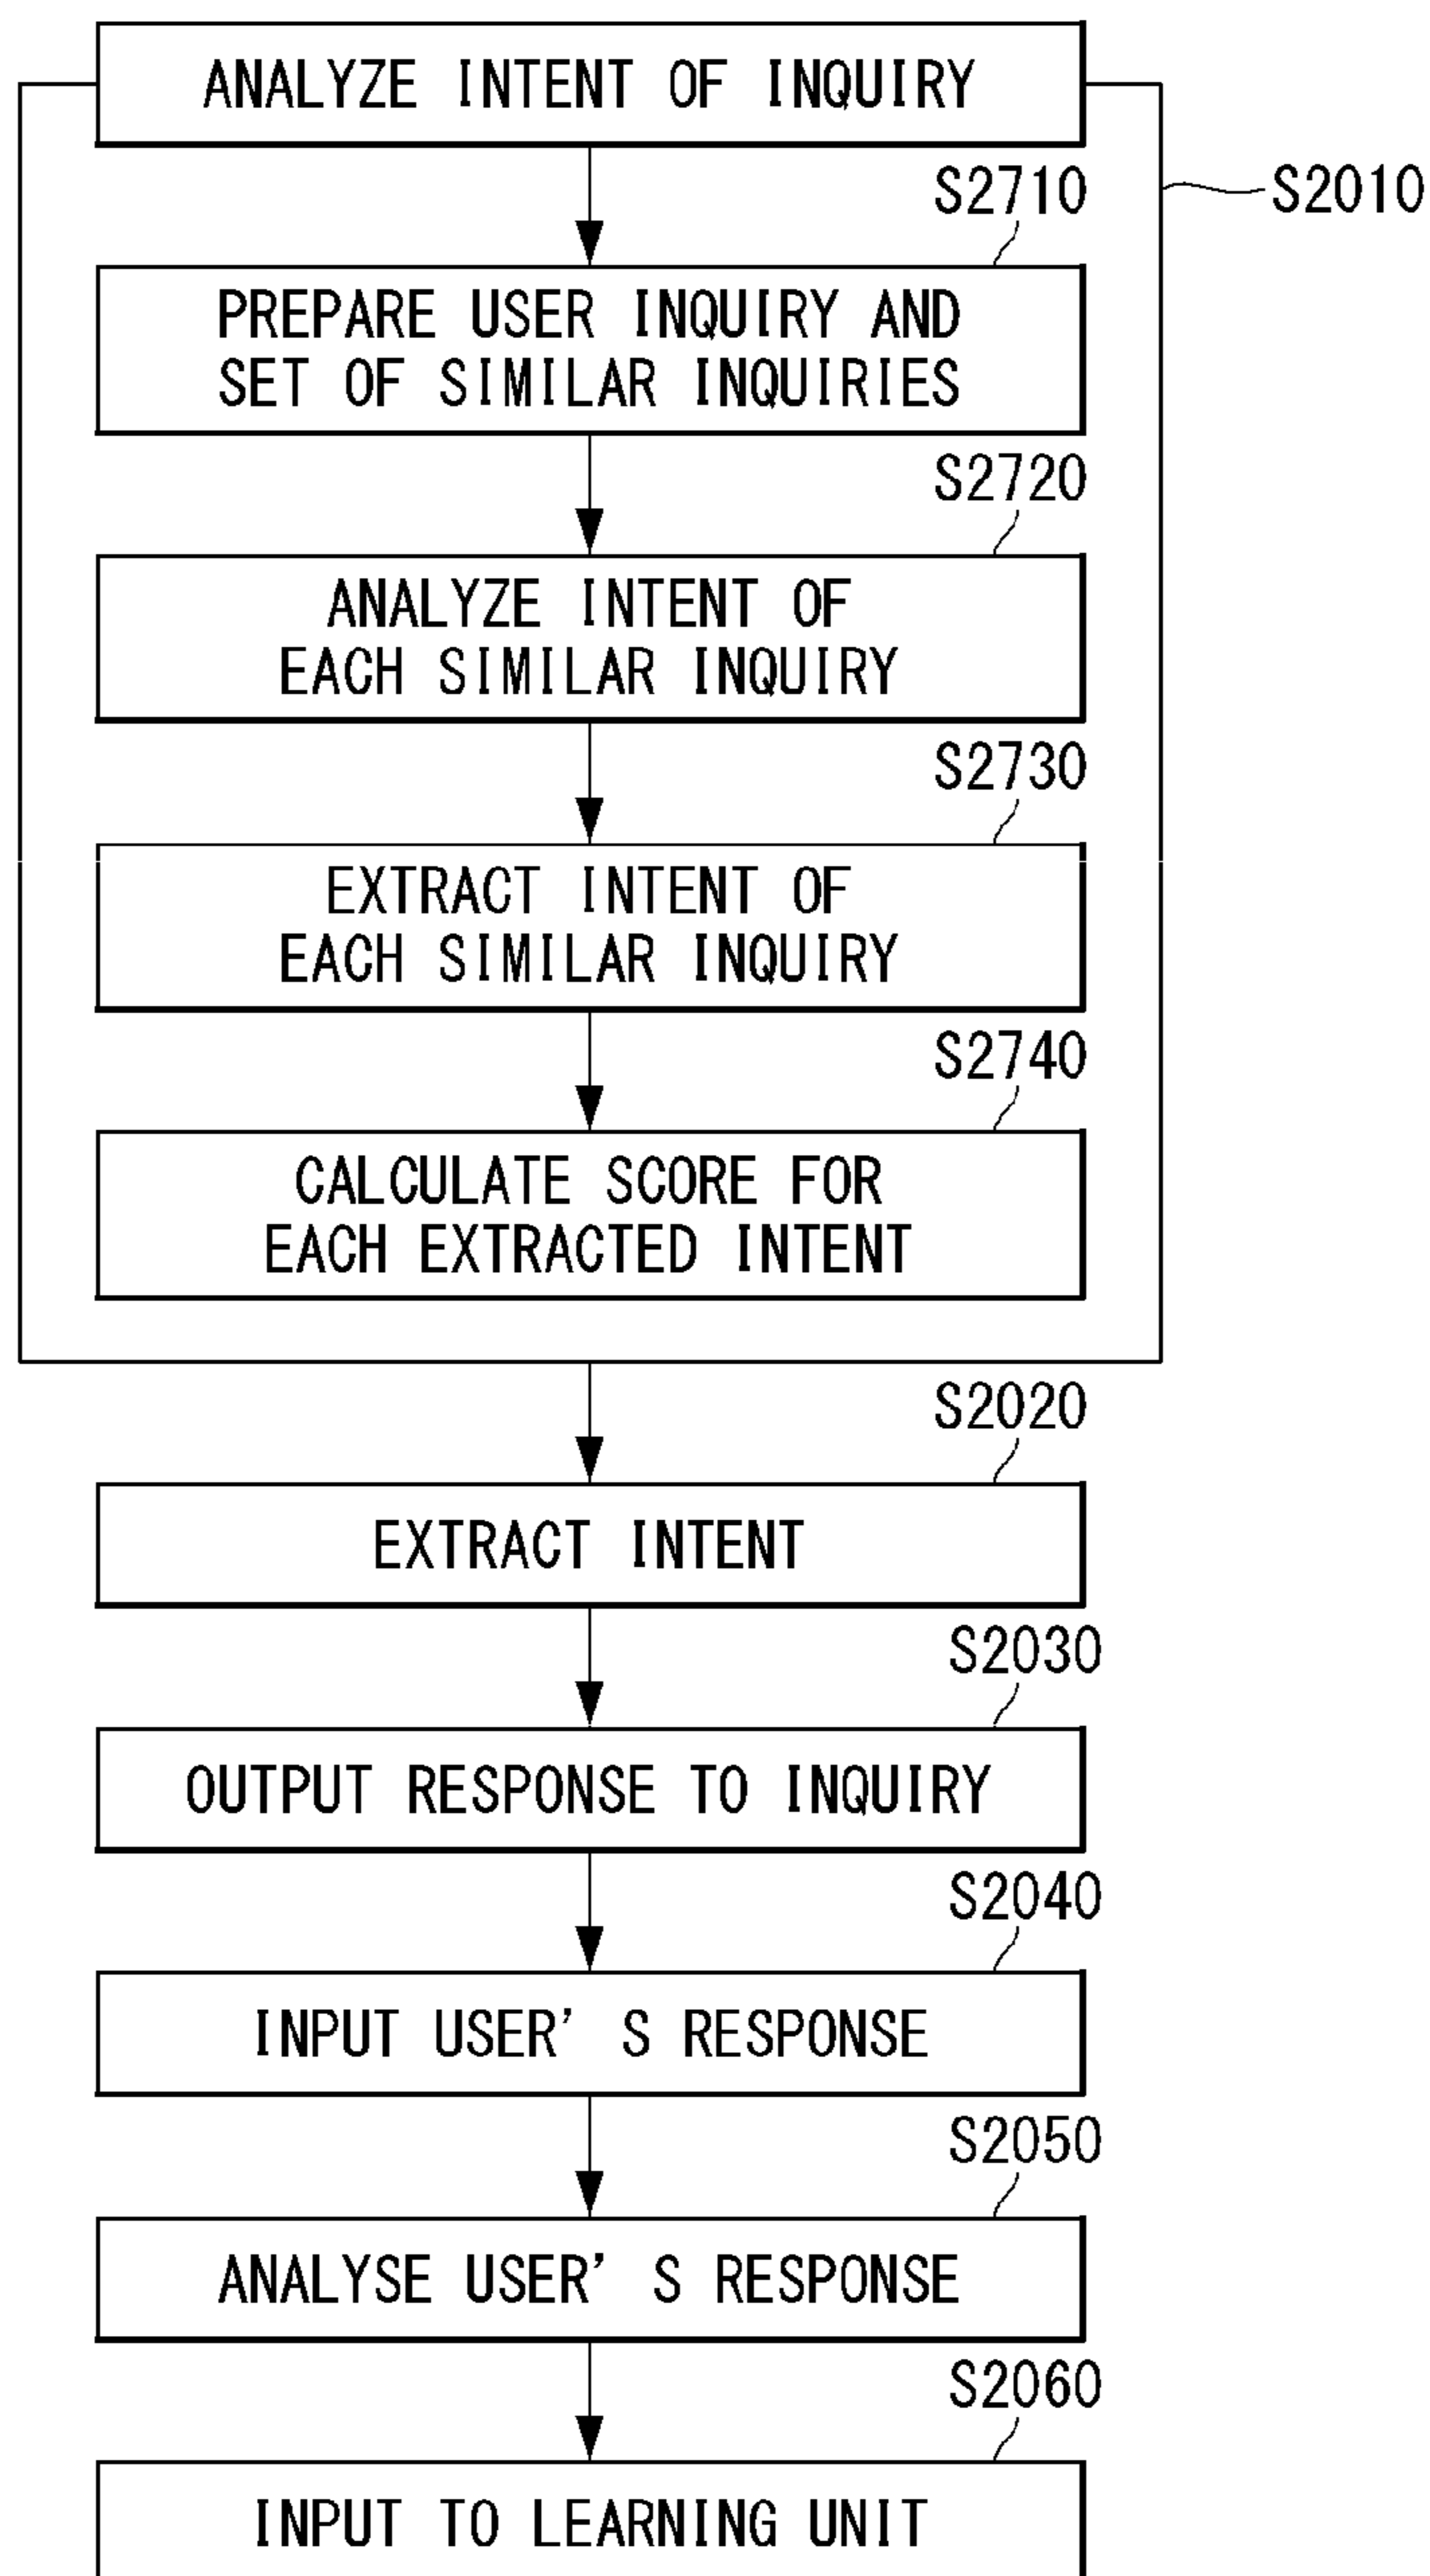 ANALYZE INTENT OF INQUIRY
S2010
S2710
PREPARE USER INQUIRY AND
SET OF SIMILAR INQUIRIES
S2720
ANALYZE INTENT OF
EACH SIMILAR INQUIRY
S2730
EXTRACT INTENT OF
EACH SIMILAR INQUIRY
S2740
CALCULATE SCORE FOR
EACH EXTRACTED INTENT
S2020
EXTRACT INTENT
S2030
OUTPUT RESPONSE TO INQUIRY
S2040
INPUT USER'S RESPONSE
S2050
ANALYSE USER'S RESPONSE
S2060
INPUT TO LEARNING UNIT